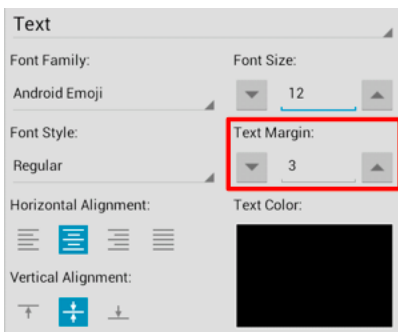 Text
Font Family:
Font Size:
Android Emoji
12
Font Style:
Text Margin:
Regular
3
Horizontal Alignment:
Text Color:
Vertical Alignment: